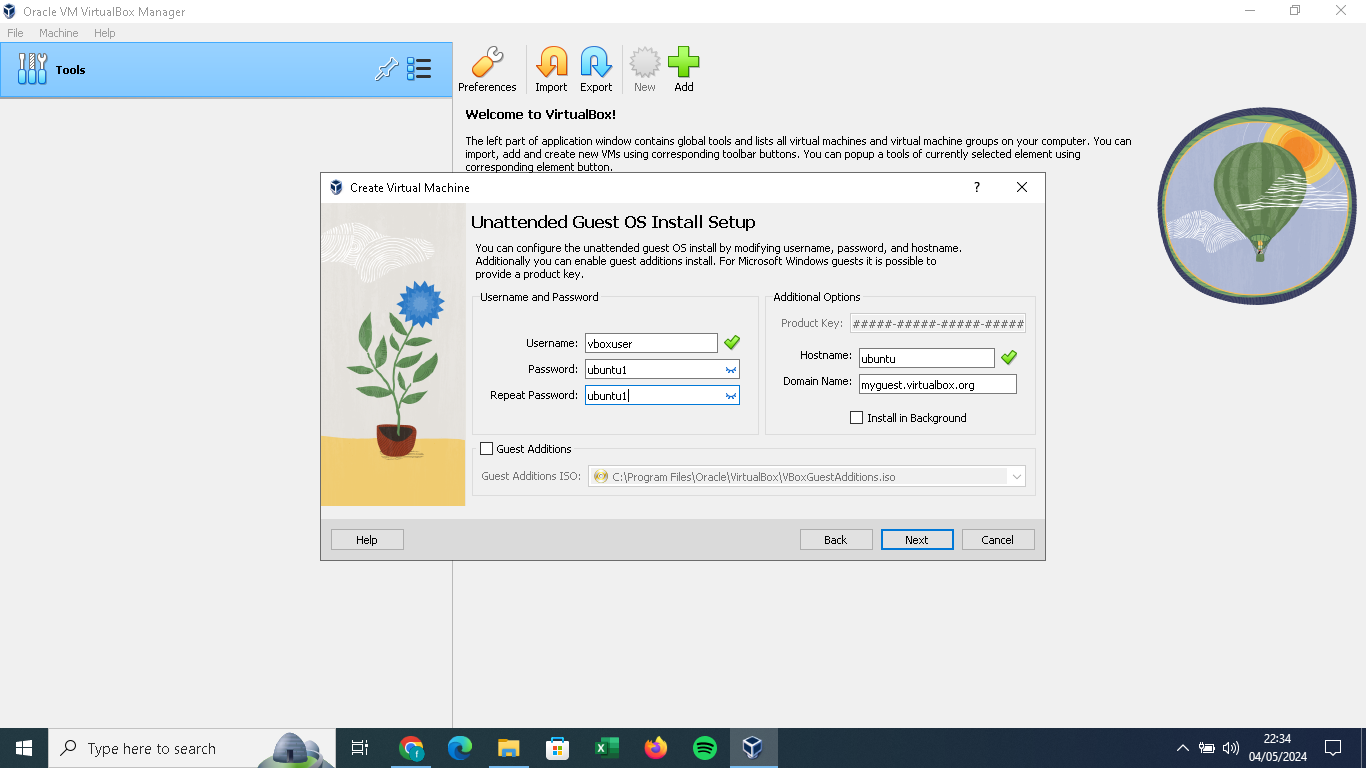 Oracle VM VirtualBox Manager
File Machine Help
Tools
Preferences Import Export New Add
Welcome to VirtualBox!
The left part of application window contains global tools and lists all virtual machines and virtual machine groups on your computer. You can
import, add and create new VMs using corresponding toolbar buttons. You can popup a tools of currently selected element using
corresponding element button.
Create Virtual Machine
?
Unattended Guest OS Install Setup
You can configure the unattended guest OS install by modifying username, password, and hostname.
Additionally you can enable guest additions install. For Microsoft Windows guests it is possible to
provide a product key.
Username and Password
Username: vboxuser
Password: ubuntu1
Repeat Password: ubuntu1
Additional Options
Product Key: #####-#####-#####-#####
Hostname: ubuntu
Domain Name: myguest.virtualbox.org
Install in Background
Guest Additions
Guest Additions ISO: C:\Program Files\Oracle\VirtualBox\VBoxGuestAdditions.iso
Help Back Next Cancel
Type here to search
22:34
04/05/2024